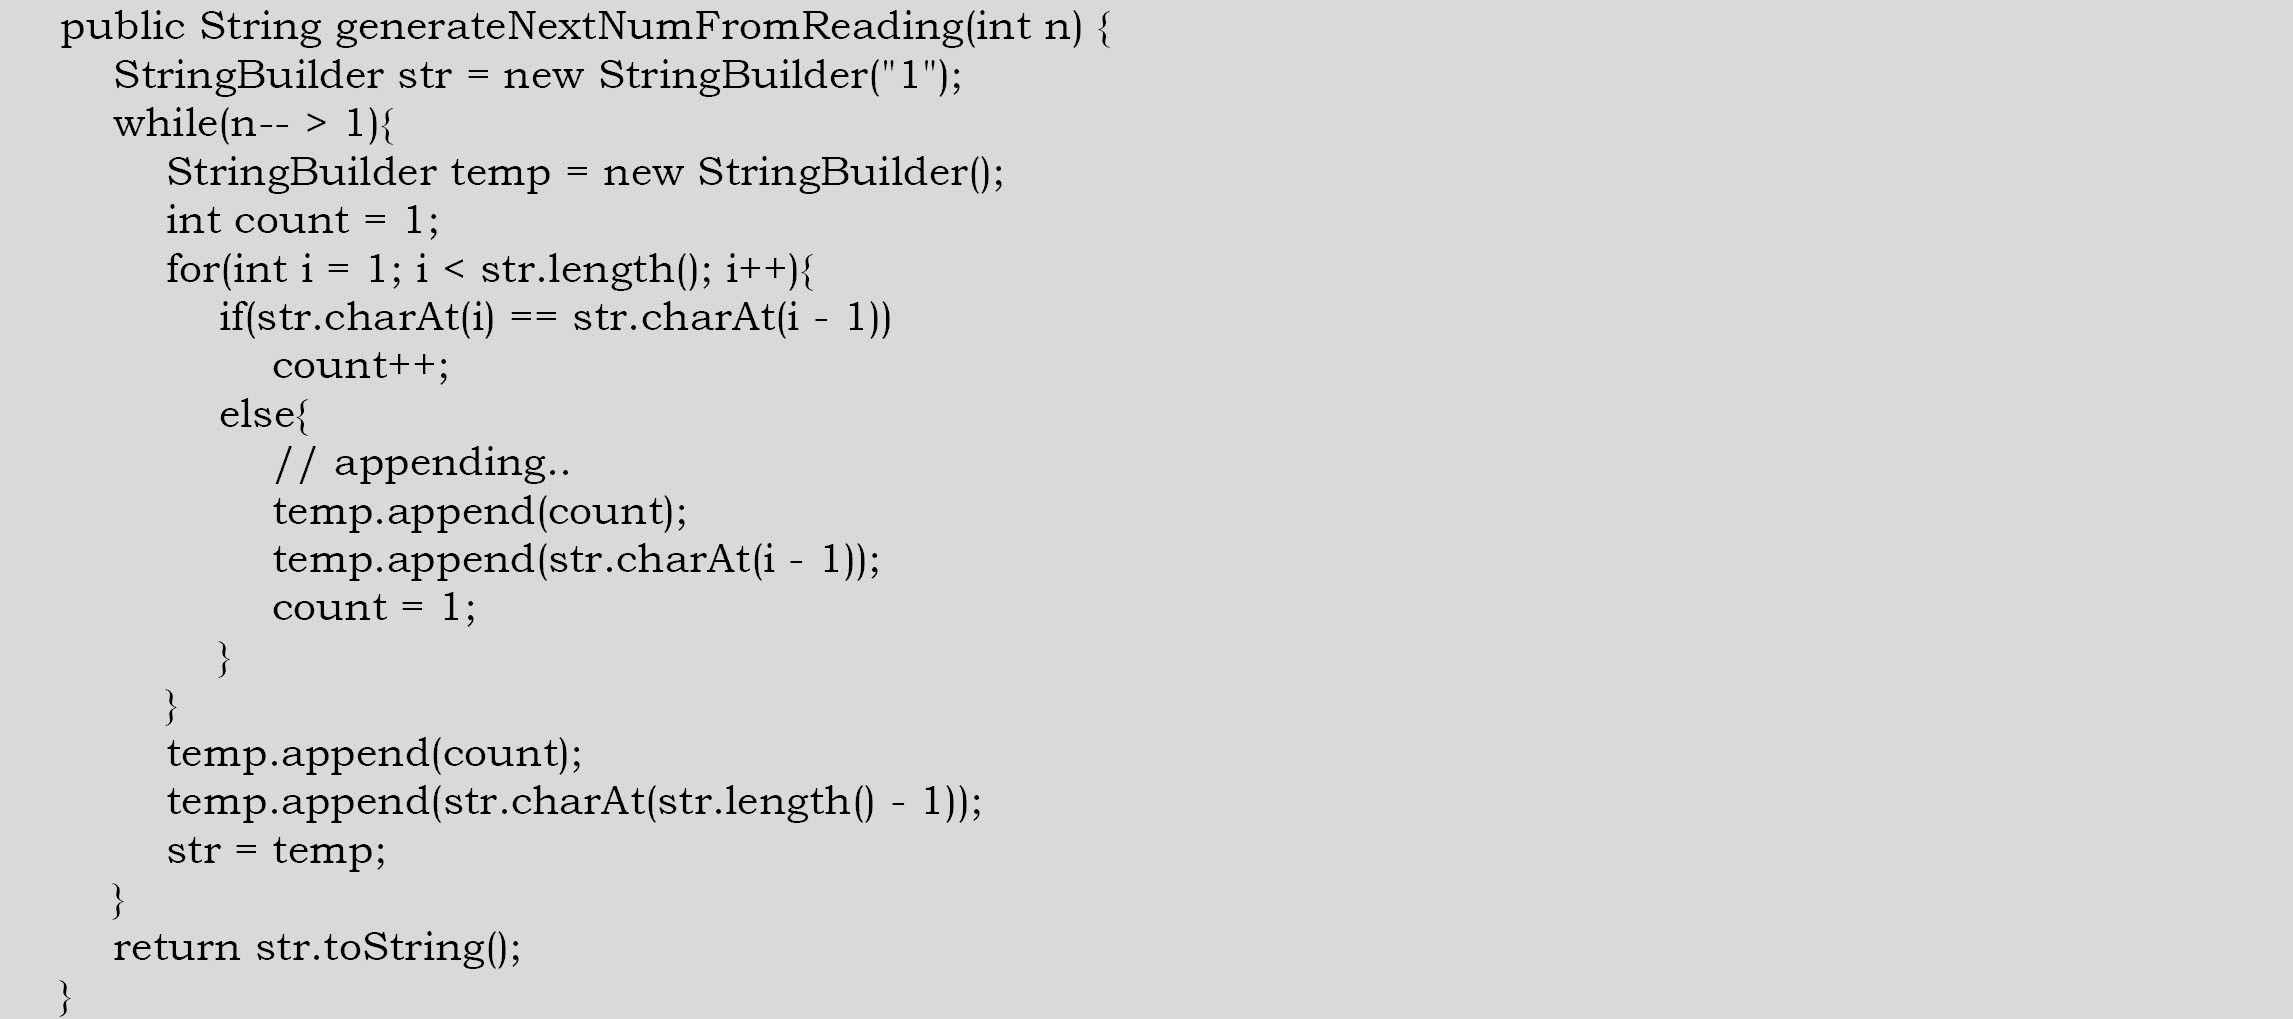 public String generateNextNumFromReading(int n) {
StringBuilder str = new StringBuilder("1");
while(n-- > 1){
StringBuilder temp = new StringBuilder();
int count = 1;
for(int i = 1; i < str.length(); i++){
if(str.charAt(i) == str.charAt(i - 1))
count++;
else{
// appending..
temp.append(count);
temp.append(str.charAt(i - 1));
count = 1;
}
}
temp.append(count);
temp.append(str.charAt(str.length() - 1));
str = temp;
}
return str.toString();
}